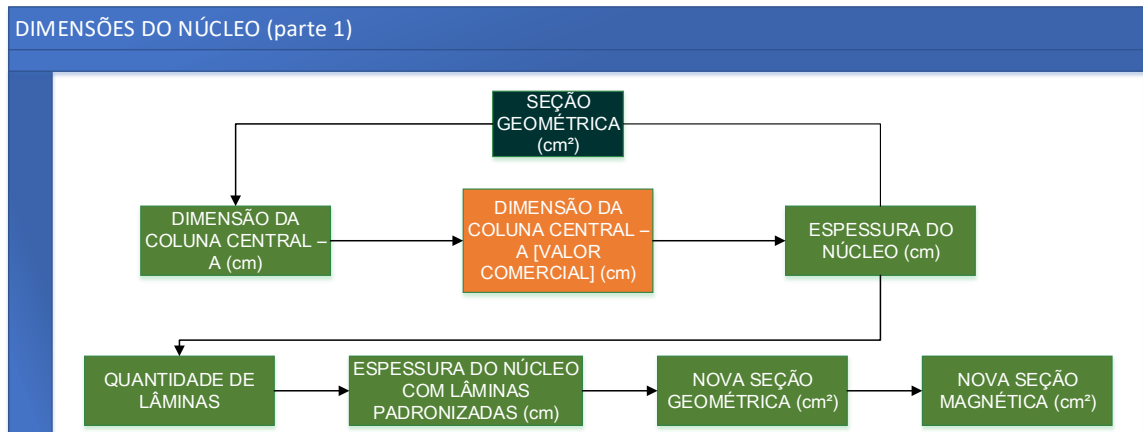 DIMENSÕES DO NÚCLEO (parte 1)
SEÇÃO
GEOMÉTRICA
(cm²)
DIMENSÃO DA
COLUNA CENTRAL –
A (cm)
DIMENSÃO DA
COLUNA CENTRAL –
A [VALOR
COMERCIAL] (cm)
ESPESSURA DO
NÚCLEO (cm)
QUANTIDADE DE
LÂMINAS
ESPESSURA DO NÚCLEO
COM LÂMINAS
PADRONIZADAS (cm)
NOVA SEÇÃO
GEOMÉTRICA (cm²)
NOVA SEÇÃO
MAGNÉTICA (cm²)